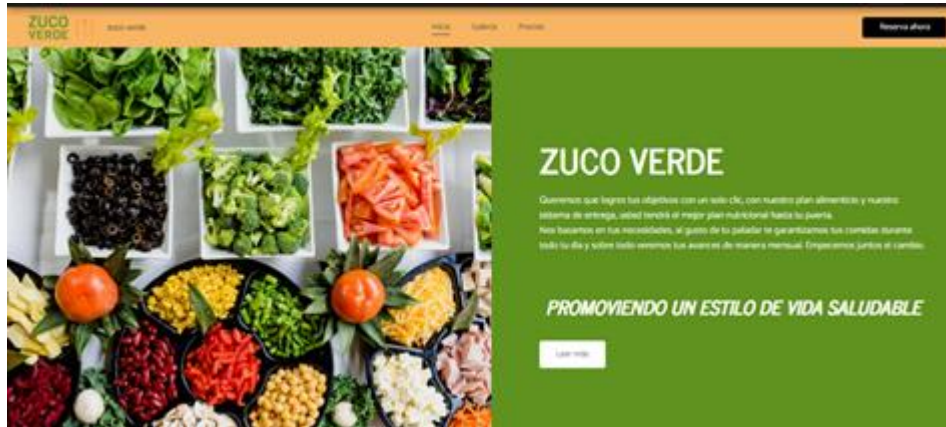 ZUCO
VERDE
zuco verde
Inicio Galería Precios
Reserva ahora
ZUCO VERDE
Queremos que logres tus objetivos con un solo clic, con nuestro plan alimenticio y nuestro
sistema de entrega, usted tendrá el mejor plan nutricional hasta tu puerta.
Nos basamos en tus necesidades, al gusto de tu paladar te garantizamos tus comidas durante
todo tu día y sobre todo veremos tus avances de manera mensual. Empecemos juntos el cambio.
PROMOVIENDO UN ESTILO DE VIDA SALUDABLE
Leer más